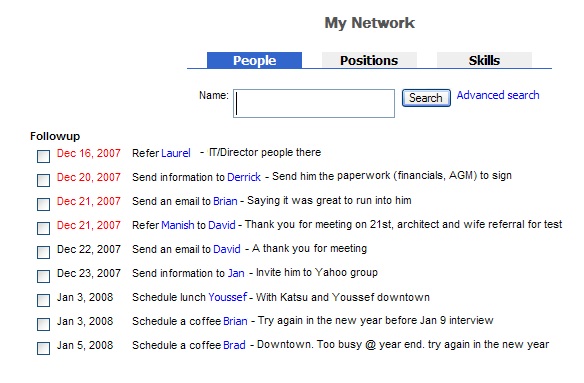 My Network
People Positions Skills
Name: Search Advanced search
Followup
Dec 16, 2007 Refer Laurel - IT/Director people there
Dec 20, 2007 Send information to Derrick - Send him the paperwork (financials, AGM) to sign
Dec 21, 2007 Send an email to Brian - Saying it was great to run into him
Dec 21, 2007 Refer Manish to David - Thank you for meeting on 21st, architect and wife referral for test
Dec 22, 2007 Send an email to David - A thank you for meeting
Dec 23, 2007 Send information to Jan - Invite him to Yahoo group
Jan 3, 2008 Schedule lunch Youssef - With Katsu and Youssef downtown
Jan 3, 2008 Schedule a coffee Brian - Try again in the new year before Jan 9 interview
Jan 5, 2008 Schedule a coffee Brad - Downtown. Too busy @ year end. try again in the new year